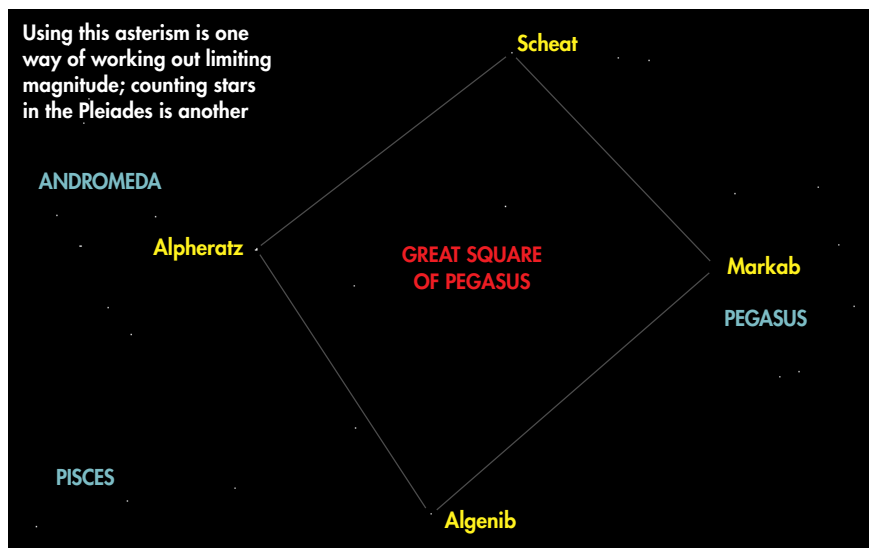 Using this asterism is one
way of working out limiting
magnitude; counting stars
in the Pleiades is another
Scheat
ANDROMEDA
Alpheratz
GREAT SQUARE
OF PEGASUS
Markab
PEGASUS
PISCES
Algenib